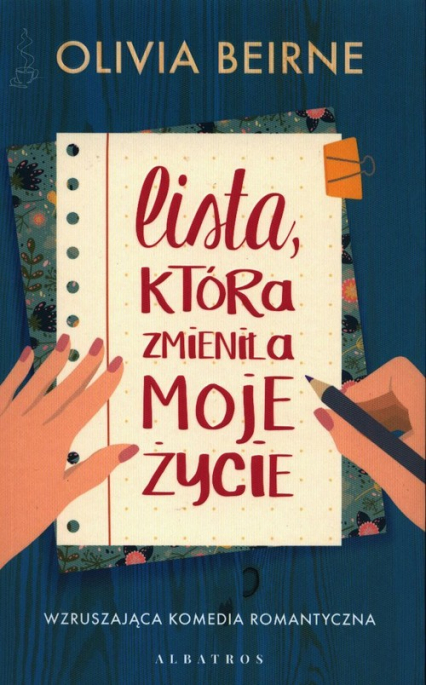 OLIVIA BEIRNE
lista,
KTÓRa
ZMIENIŁa
MOJE
życie
WZRUSZAJĄCA KOMEDIA ROMANTYCZNA
ALBATROS